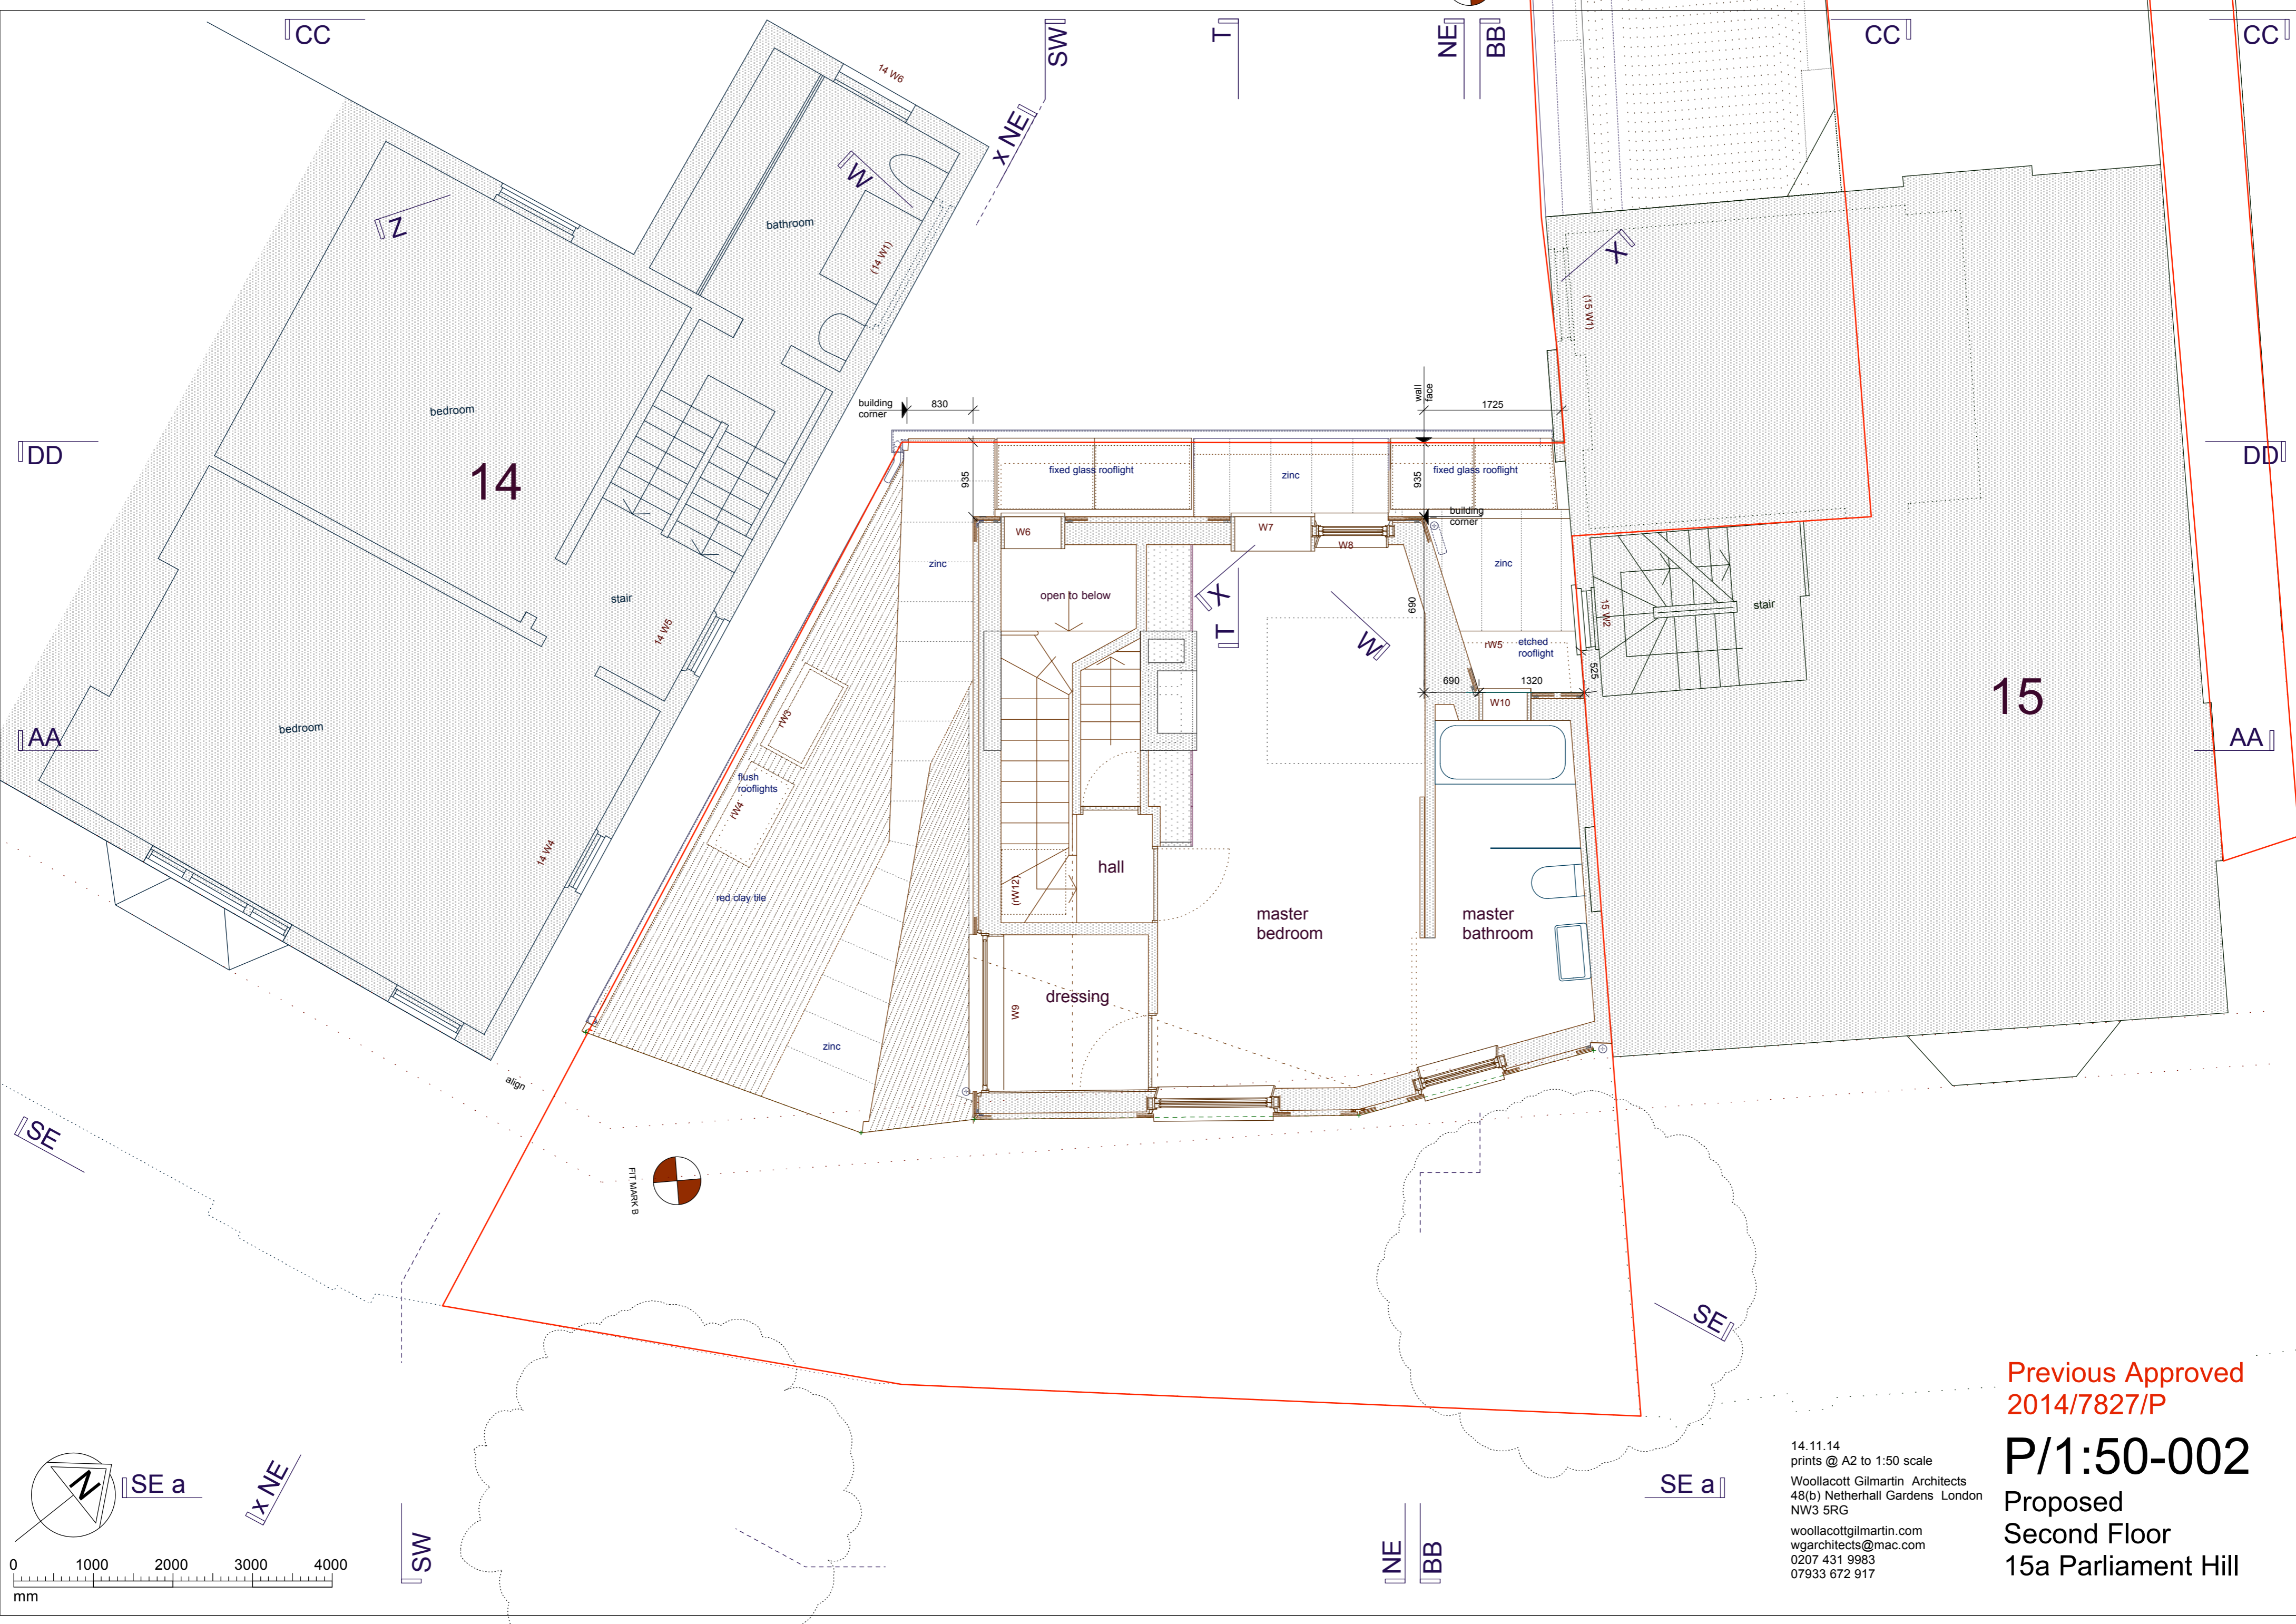 CC
SW
T
NE
BB
CC
CC
14 W6
x NE
W
Z
bathroom
(14 W1)
X
(15 W1)
bedroom
building
corner
830
wall
face
1725
DD
14
935
fixed glass rooflight
zinc
935
fixed glass rooflight
DD
building
corner
W6
W7
W8
zinc
open to below
zinc
stair
14 W5
X
T
W
690
rW5
etched
rooflight
15 W2
stair
525
690
1320
W10
15
AA
bedroom
rW3
flush
rooflights
rW4
AA
14 W4
red clay tile
hall
(rW12)
master
bedroom
master
bathroom
dressing
W9
zinc
align
SE
FIT MARK B
SE
Previous Approved
2014/7827/P
P/1:50-002
Proposed
Second Floor
15a Parliament Hill
14.11.14
prints @ A2 to 1:50 scale
Woollacott Gilmartin Architects
48(b) Netherhall Gardens London
NW3 5RG
woollacottgilmartin.com
wgarchitects@mac.com
0207 431 9983
07933 672 917
N
SE a
x NE
SW
NE
BB
SE a
0 1000 2000 3000 4000
mm